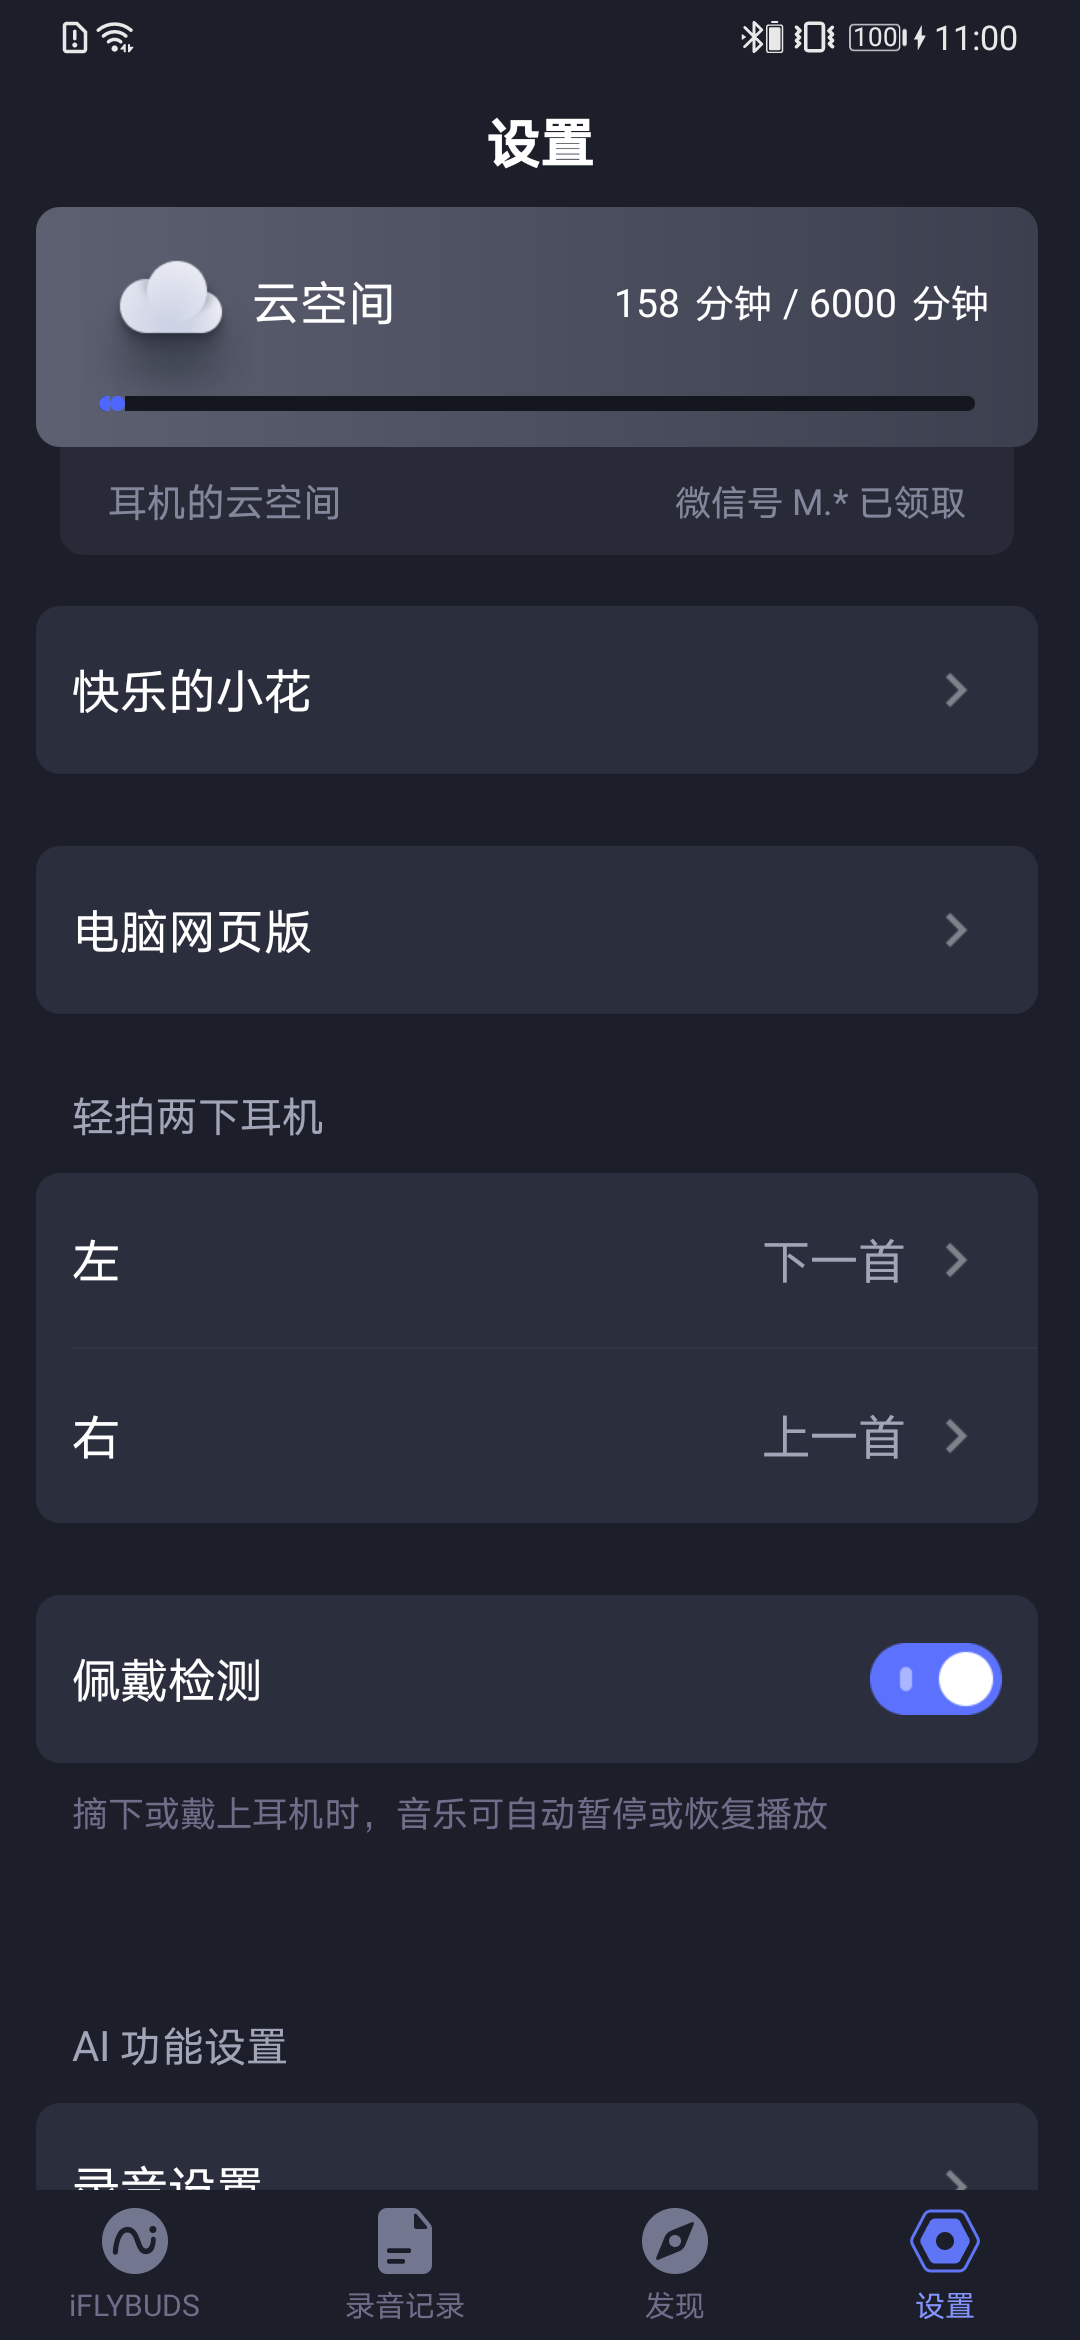 100 11:00
设置
云空间 158 分钟 / 6000 分钟
耳机的云空间 微信号 M.* 已领取
快乐的小花
电脑网页版
轻拍两下耳机
左 下一首
右 上一首
佩戴检测
摘下或戴上耳机时，音乐可自动暂停或恢复播放
AI 功能设置
录音设置
iFLYBUDS 录音记录 发现 设置